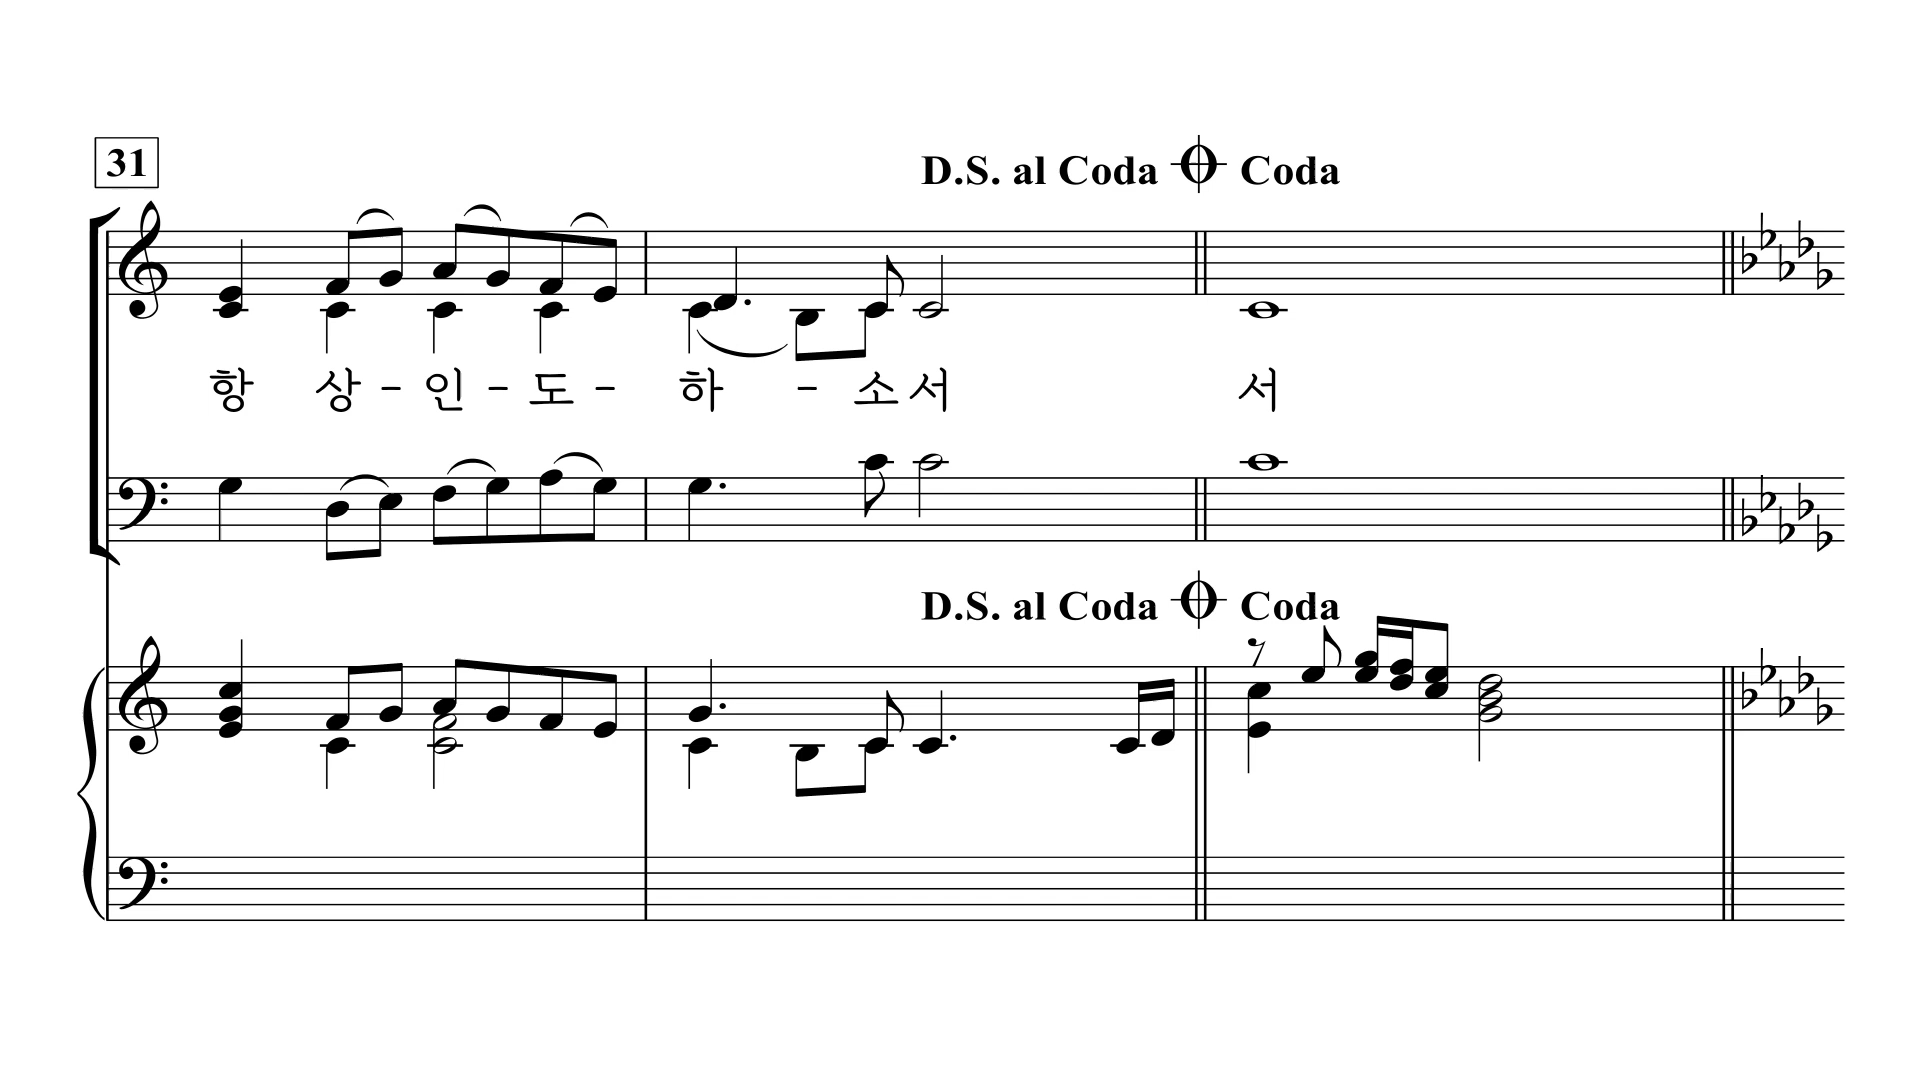 31
D.S. al Coda Coda
항 상 - 인 - 도 - 하 - 소 서 서
D.S. al Coda Coda